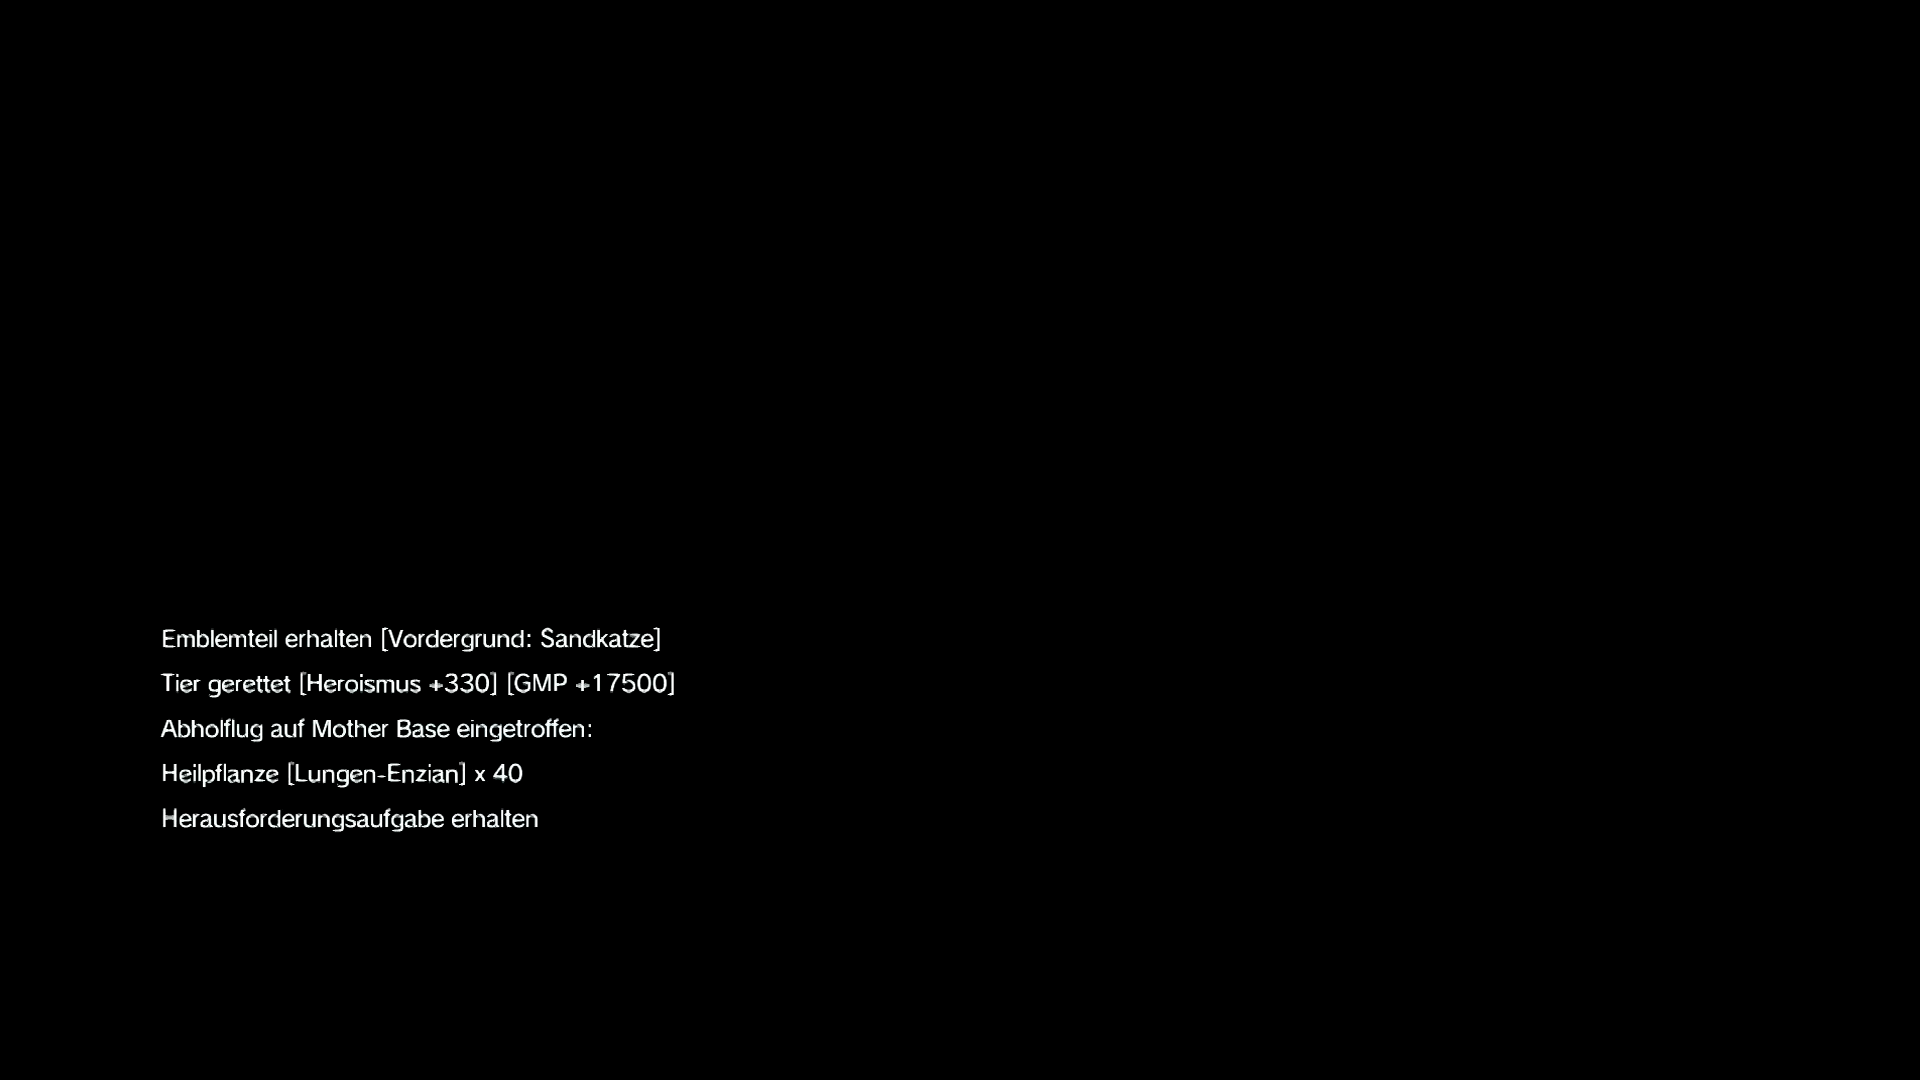 Emblemteil erhalten [Vordergrund: Sandkatze]
Tier gerettet [Heroismus +330] [GMP +17500]
Abholflug auf Mother Base eingetroffen:
Heilpflanze [Lungen-Enzian] x 40
Herausforderungsaufgabe erhalten